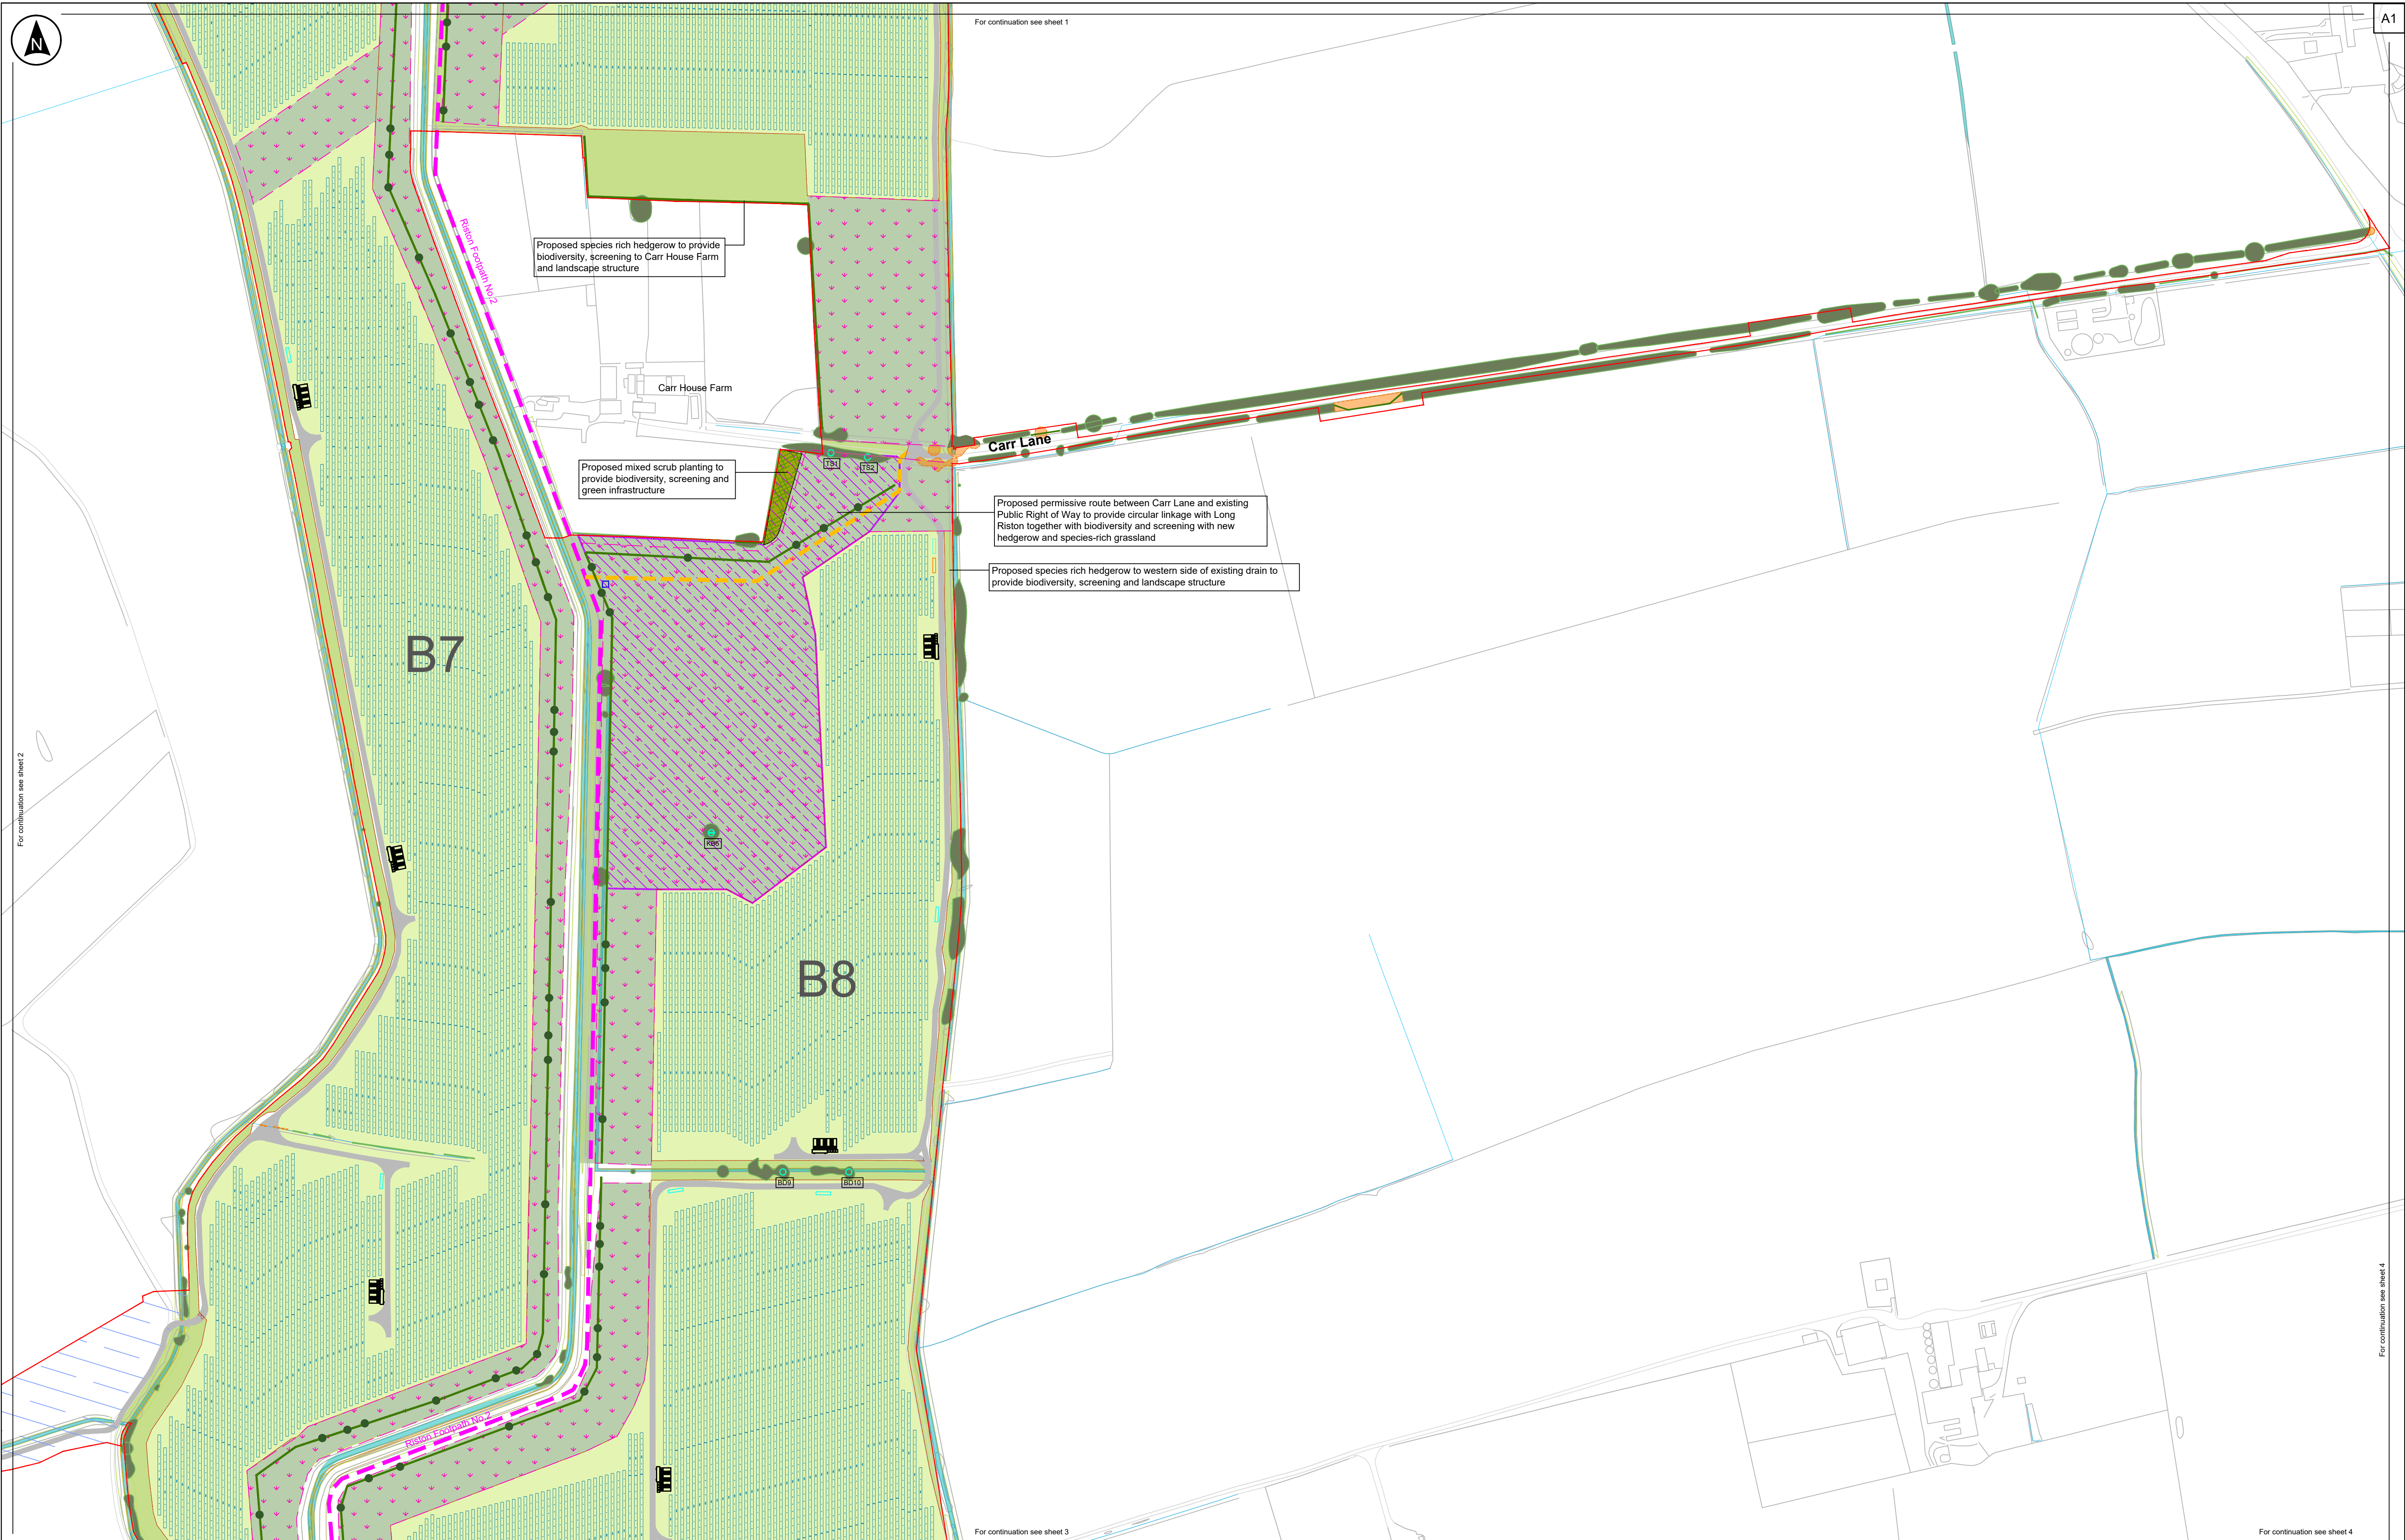 For continuation see sheet 1
A1
N
Riston Footpath No.2
Proposed species rich hedgerow to provide
biodiversity, screening to Carr House Farm
and landscape structure
Carr House Farm
Carr Lane
Proposed mixed scrub planting to
provide biodiversity, screening and
green infrastructure
TS1
TS2
Proposed permissive route between Carr Lane and existing
Public Right of Way to provide circular linkage with Long
Riston together with biodiversity and screening with new
hedgerow and species-rich grassland
Proposed species rich hedgerow to western side of existing drain to
provide biodiversity, screening and landscape structure
B7
For continuation see sheet 2
B8
BD9
BD10
For continuation see sheet 4
Riston Footpath No.2
For continuation see sheet 3
For continuation see sheet 4